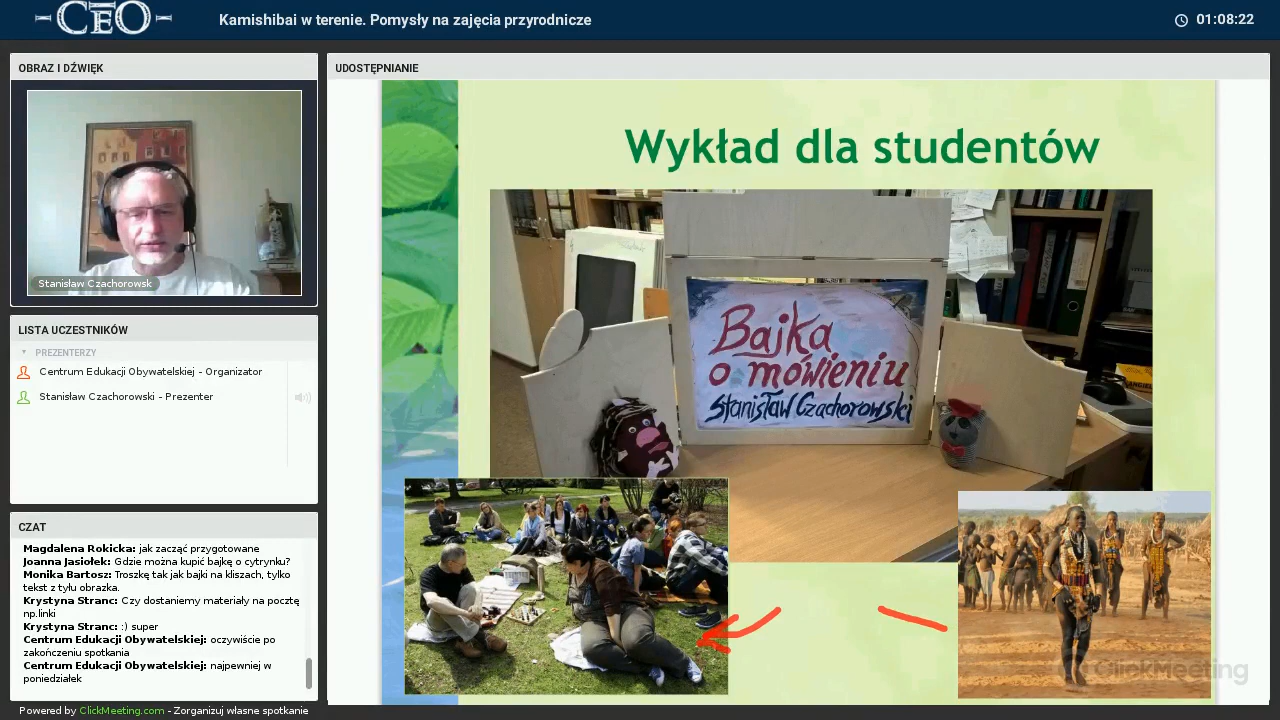 CEO
Kamishibai w terenie. Pomysły na zajęcia przyrodnicze
01:08:22
OBRAZ I DŹWIĘK
Stanisław Czachorowsk
LISTA UCZESTNIKÓW
PREZENTERZY
Centrum Edukacji Obywatelskiej - Organizator
Stanisław Czachorowski - Prezenter
CZAT
Magdalena Rokicka: jak zacząć przygotowane
Joanna Jasiołek: Gdzie można kupić bajkę o cytrynku?
Monika Bartosz: Troszkę tak jak bajki na kliszach, tylko
tekst z tyłu obrazka.
Krystyna Stranc: Czy dostaniemy materiały na pocztę
np.linki
Krystyna Stranc: :) super
Centrum Edukacji Obywatelskiej: oczywiście po
zakończeniu spotkania
Centrum Edukacji Obywatelskiej: najpewniej w
poniedziałek
Powered by ClickMeeting.com - Zorganizuj własne spotkanie
UDOSTĘPNIANIE
Wykład dla studentów
Bajka
o mówieniu
Stanisław Czachorowski
ClickMeeting